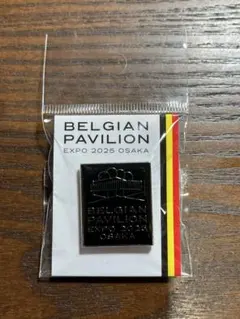 BELGIAN
PAVILION
EXPO 2025 OSAKA
BELGIAN
PAVILION
EXPO 2025
OSAKA